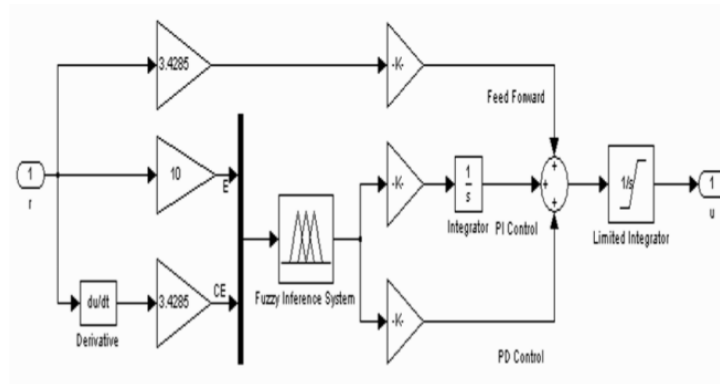 3.4285
-K-
Feed Forward
1
r
10
E
-K-
1
s
Integrator
PI Control
+
+
+
1/s
Limited Integrator
1
u
Fuzzy Inference System
du/dt
Derivative
3.4285
CE
-K-
PD Control